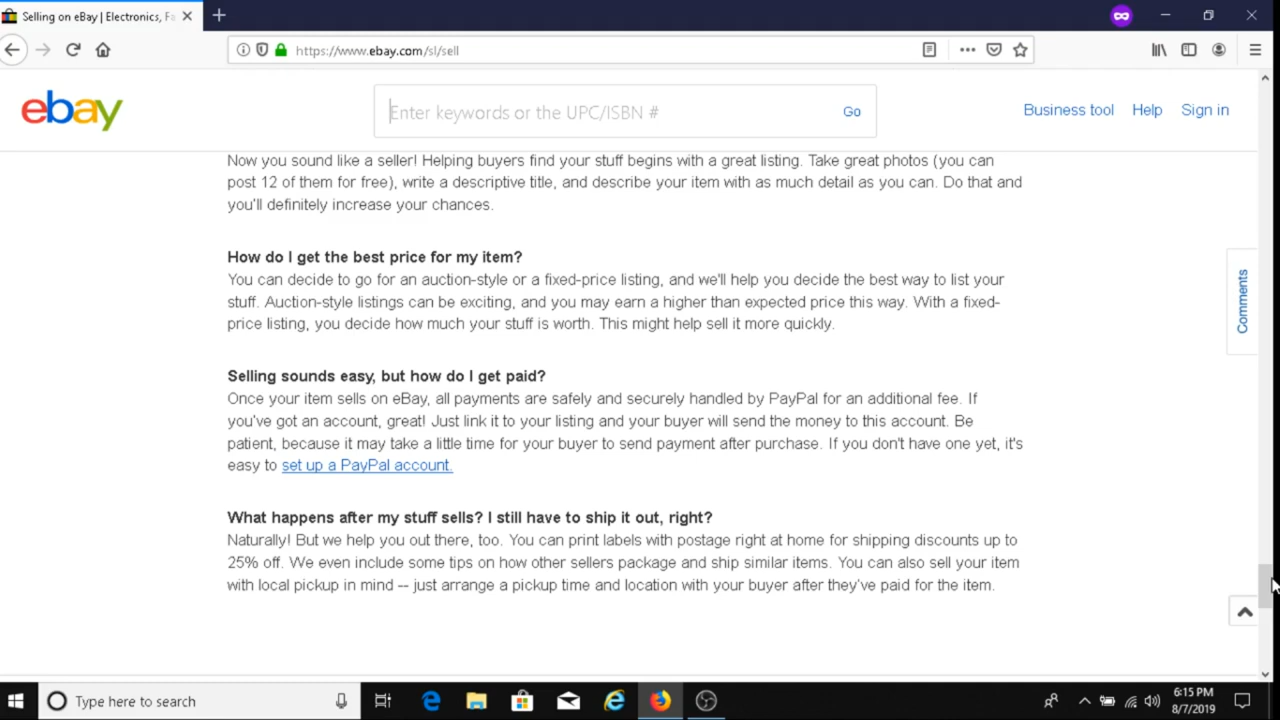 Selling on eBay | Electronics, Fa
https://www.ebay.com/sl/sell
ebay
Enter keywords or the UPC/ISBN #
Go
Business tool
Help
Sign in
Now you sound like a seller! Helping buyers find your stuff begins with a great listing. Take great photos (you can
post 12 of them for free), write a descriptive title, and describe your item with as much detail as you can. Do that and
you'll definitely increase your chances.
How do I get the best price for my item?
You can decide to go for an auction-style or a fixed-price listing, and we'll help you decide the best way to list your
stuff. Auction-style listings can be exciting, and you may earn a higher than expected price this way. With a fixed-
price listing, you decide how much your stuff is worth. This might help sell it more quickly.
Comments
Selling sounds easy, but how do I get paid?
Once your item sells on eBay, all payments are safely and securely handled by PayPal for an additional fee. If
you've got an account, great! Just link it to your listing and your buyer will send the money to this account. Be
patient, because it may take a little time for your buyer to send payment after purchase. If you don't have one yet, it's
easy to set up a PayPal account.
What happens after my stuff sells? I still have to ship it out, right?
Naturally! But we help you out there, too. You can print labels with postage right at home for shipping discounts up to
25% off. We even include some tips on how other sellers package and ship similar items. You can also sell your item
with local pickup in mind -- just arrange a pickup time and location with your buyer after they've paid for the item.
Type here to search
6:15 PM
8/7/2019